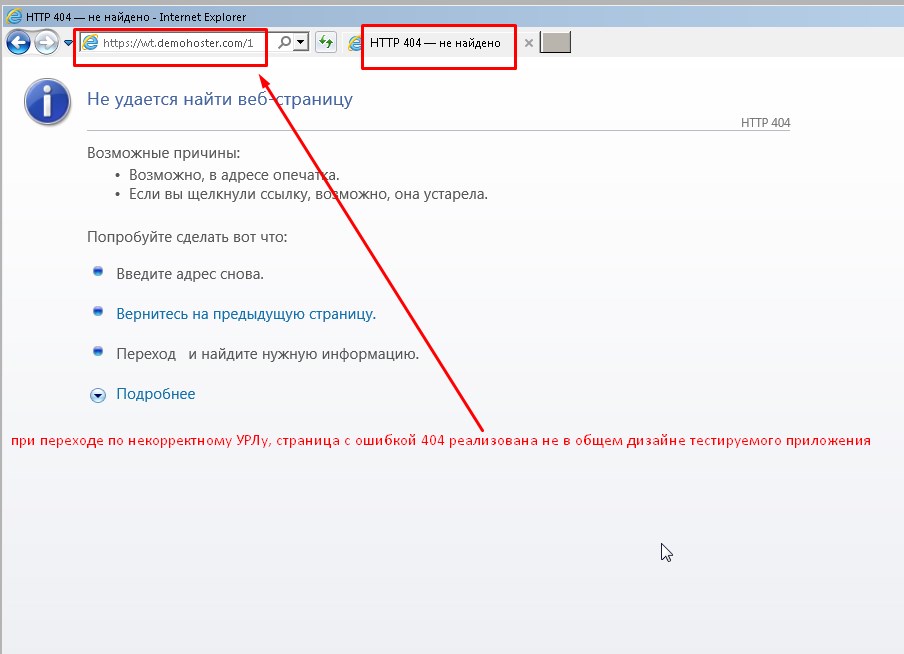 HTTP 404 — не найдено - Internet Explorer
https://wt.demohoster.com/1
HTTP 404 — не найдено
Не удается найти веб-страницу
HTTP 404
Возможные причины:
• Возможно, в адресе опечатка.
• Если вы щелкнули ссылку, возможно, она устарела.
Попробуйте сделать вот что:
Введите адрес снова.
Вернитесь на предыдущую страницу.
Переход и найдите нужную информацию.
Подробнее
при переходе по некорректному УРЛу, страница с ошибкой 404 реализована не в общем дизайне тестируемого приложения